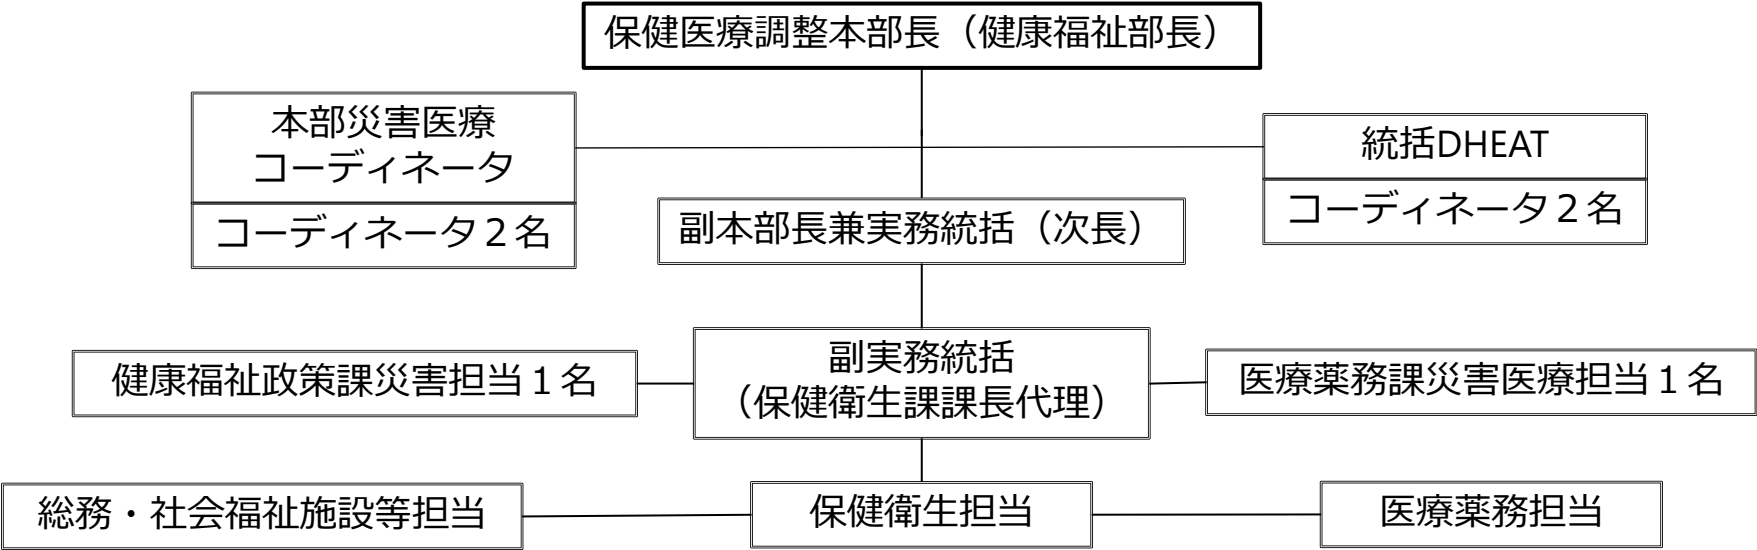 保健医療調整本部長（健康福祉部長）
本部災害医療
コーディネータ
コーディネータ２名
統括DHEAT
コーディネータ２名
副本部長兼実務統括（次長）
健康福祉政策課災害担当１名
副実務統括
（保健衛生課課長代理）
医療薬務課災害医療担当１名
総務・社会福祉施設等担当
保健衛生担当
医療薬務担当